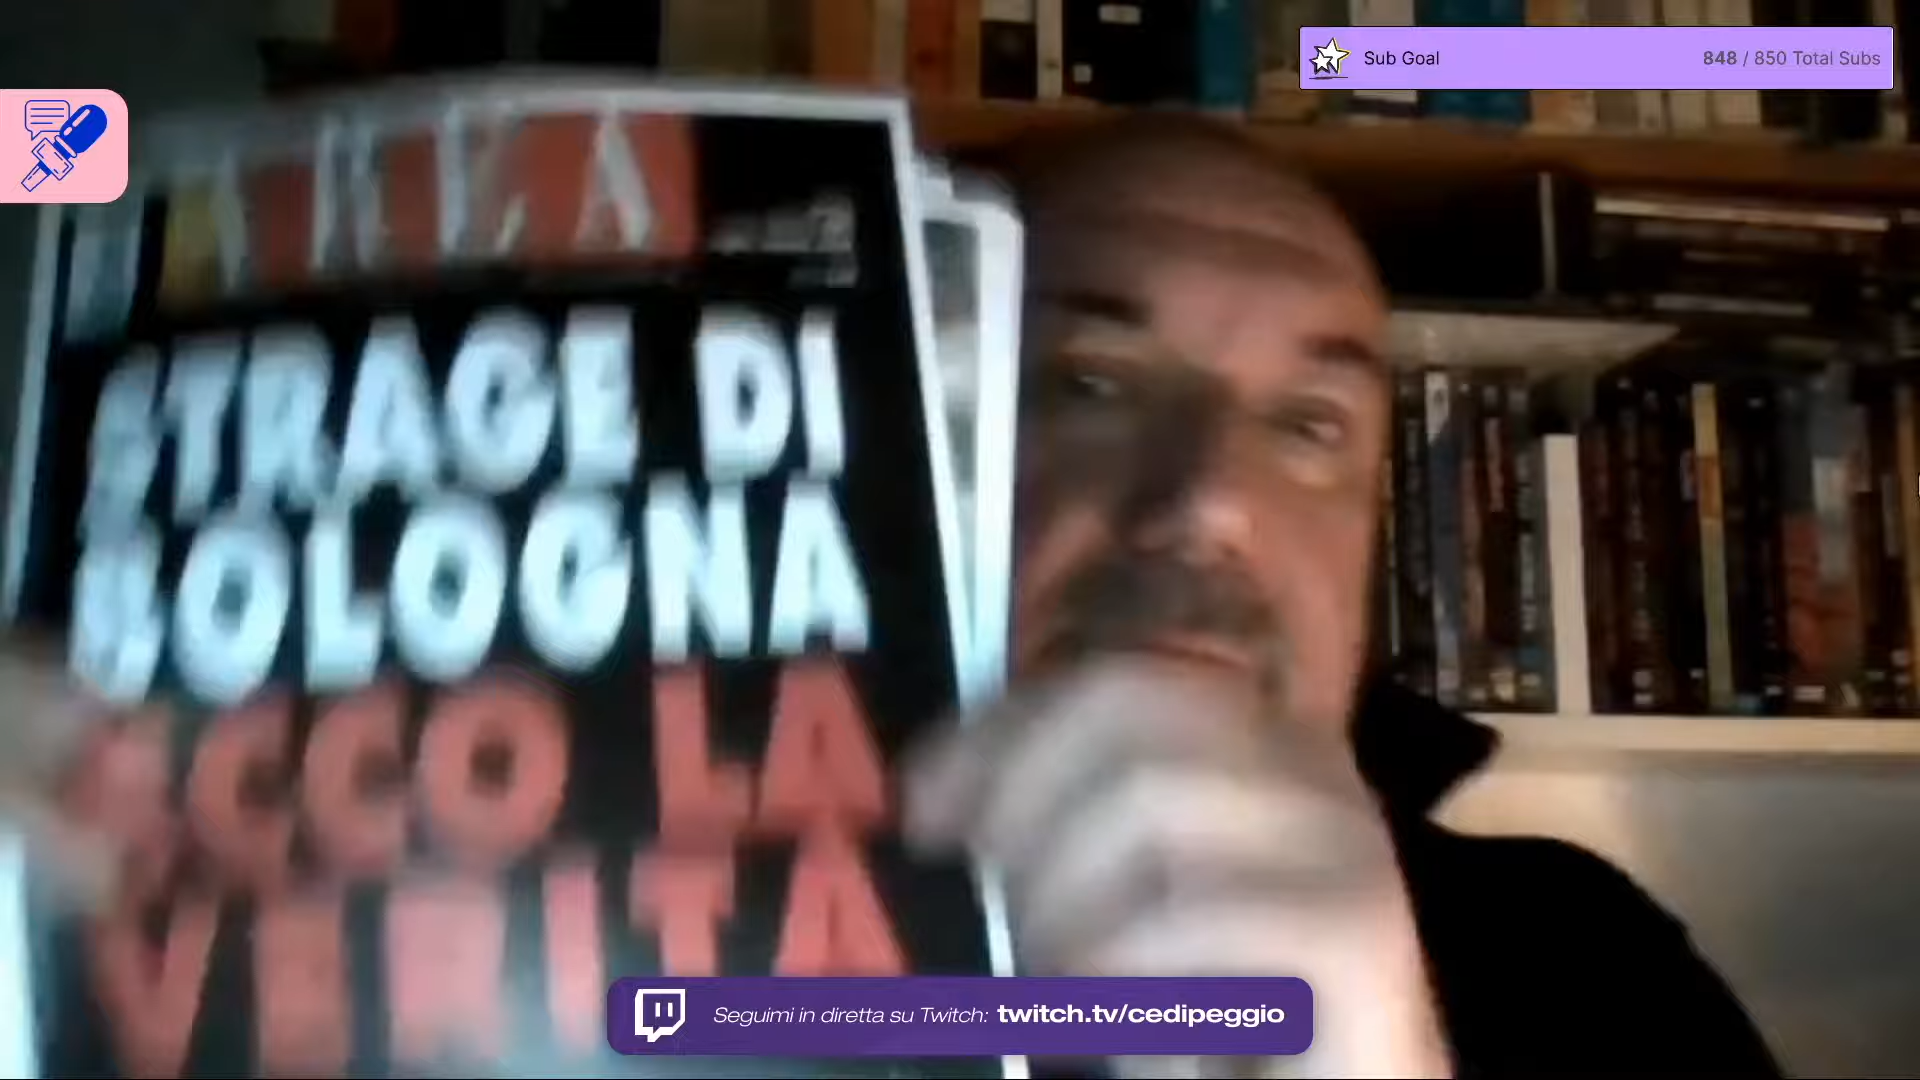 Sub Goal
848 / 850 Total Subs
STRAGE DI
BOLOGNA
ECCO LA
VERITÀ
Seguimi in diretta su Twitch: twitch.tv/cedipeggio